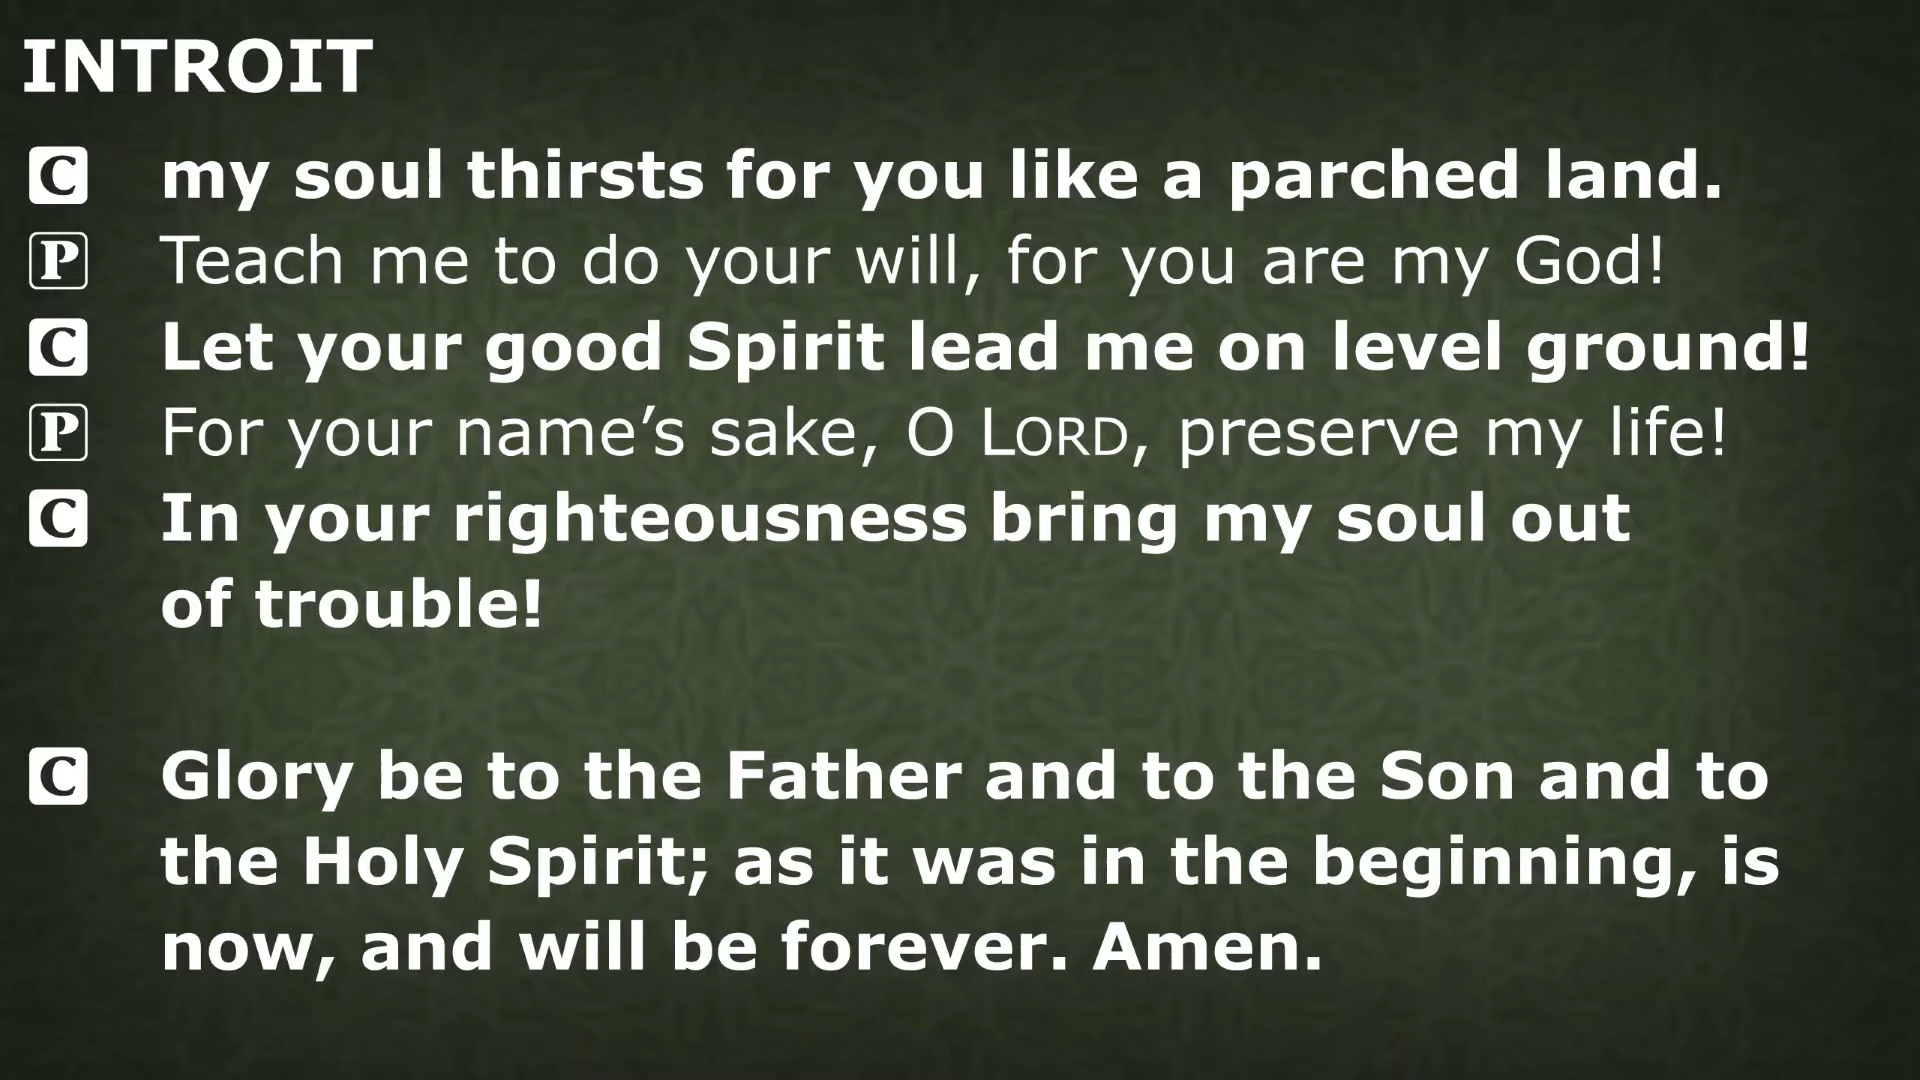 INTROIT
C my soul thirsts for you like a parched land.
P Teach me to do your will, for you are my God!
C Let your good Spirit lead me on level ground!
P For your name’s sake, O LORD, preserve my life!
C In your righteousness bring my soul out
of trouble!
C Glory be to the Father and to the Son and to
the Holy Spirit; as it was in the beginning, is
now, and will be forever. Amen.